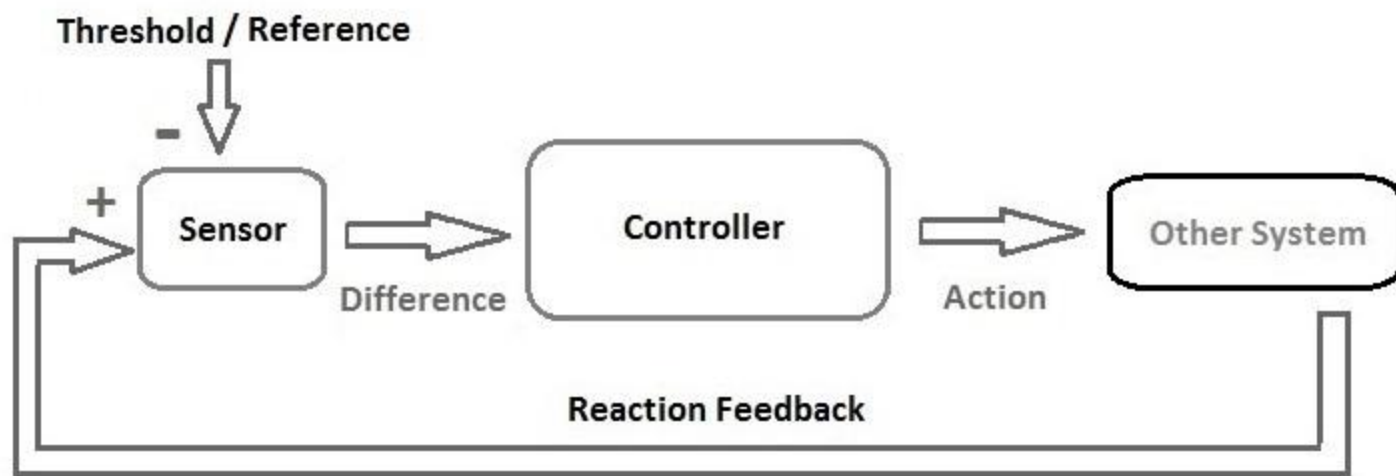 Threshold / Reference
-
+
Sensor
Controller
Other System
Difference
Action
Reaction Feedback